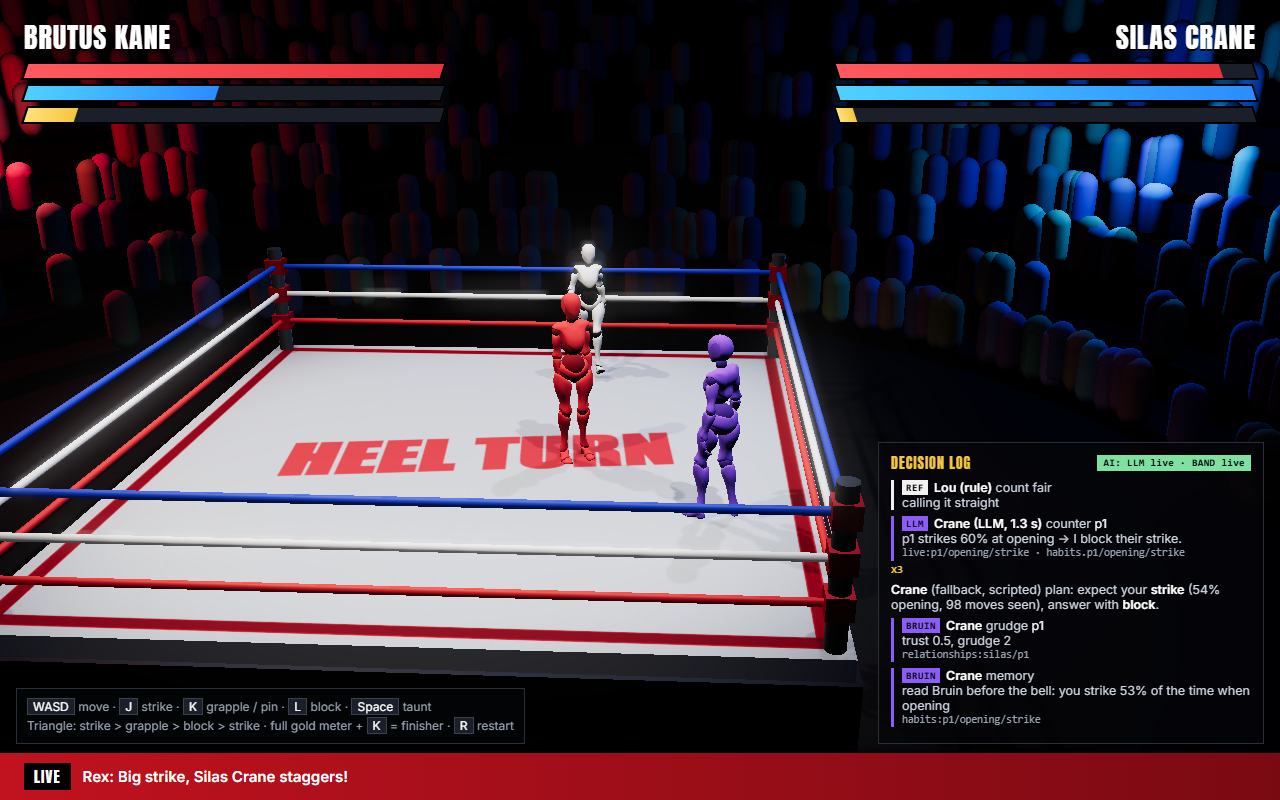 BRUTUS KANE
SILAS CRANE
HEEL TURN
DECISION LOG
AI: LLM live · BAND live
REF Lou (rule) count fair
calling it straight
LLM Crane (LLM, 1.3 s) counter p1
p1 strikes 60% at opening → I block their strike.
live:p1/opening/strike · habits.p1/opening/strike
x3
Crane (fallback, scripted) plan: expect your strike (54%
opening, 98 moves seen), answer with block.
BRUIN Crane grudge p1
trust 0.5, grudge 2
relationships:silas/p1
BRUIN Crane memory
read Bruin before the bell: you strike 53% of the time when
opening
habits:p1/opening/strike
WASD move · J strike · K grapple / pin · L block · Space taunt
Triangle: strike > grapple > block > strike · full gold meter + K = finisher · R restart
LIVE Rex: Big strike, Silas Crane staggers!